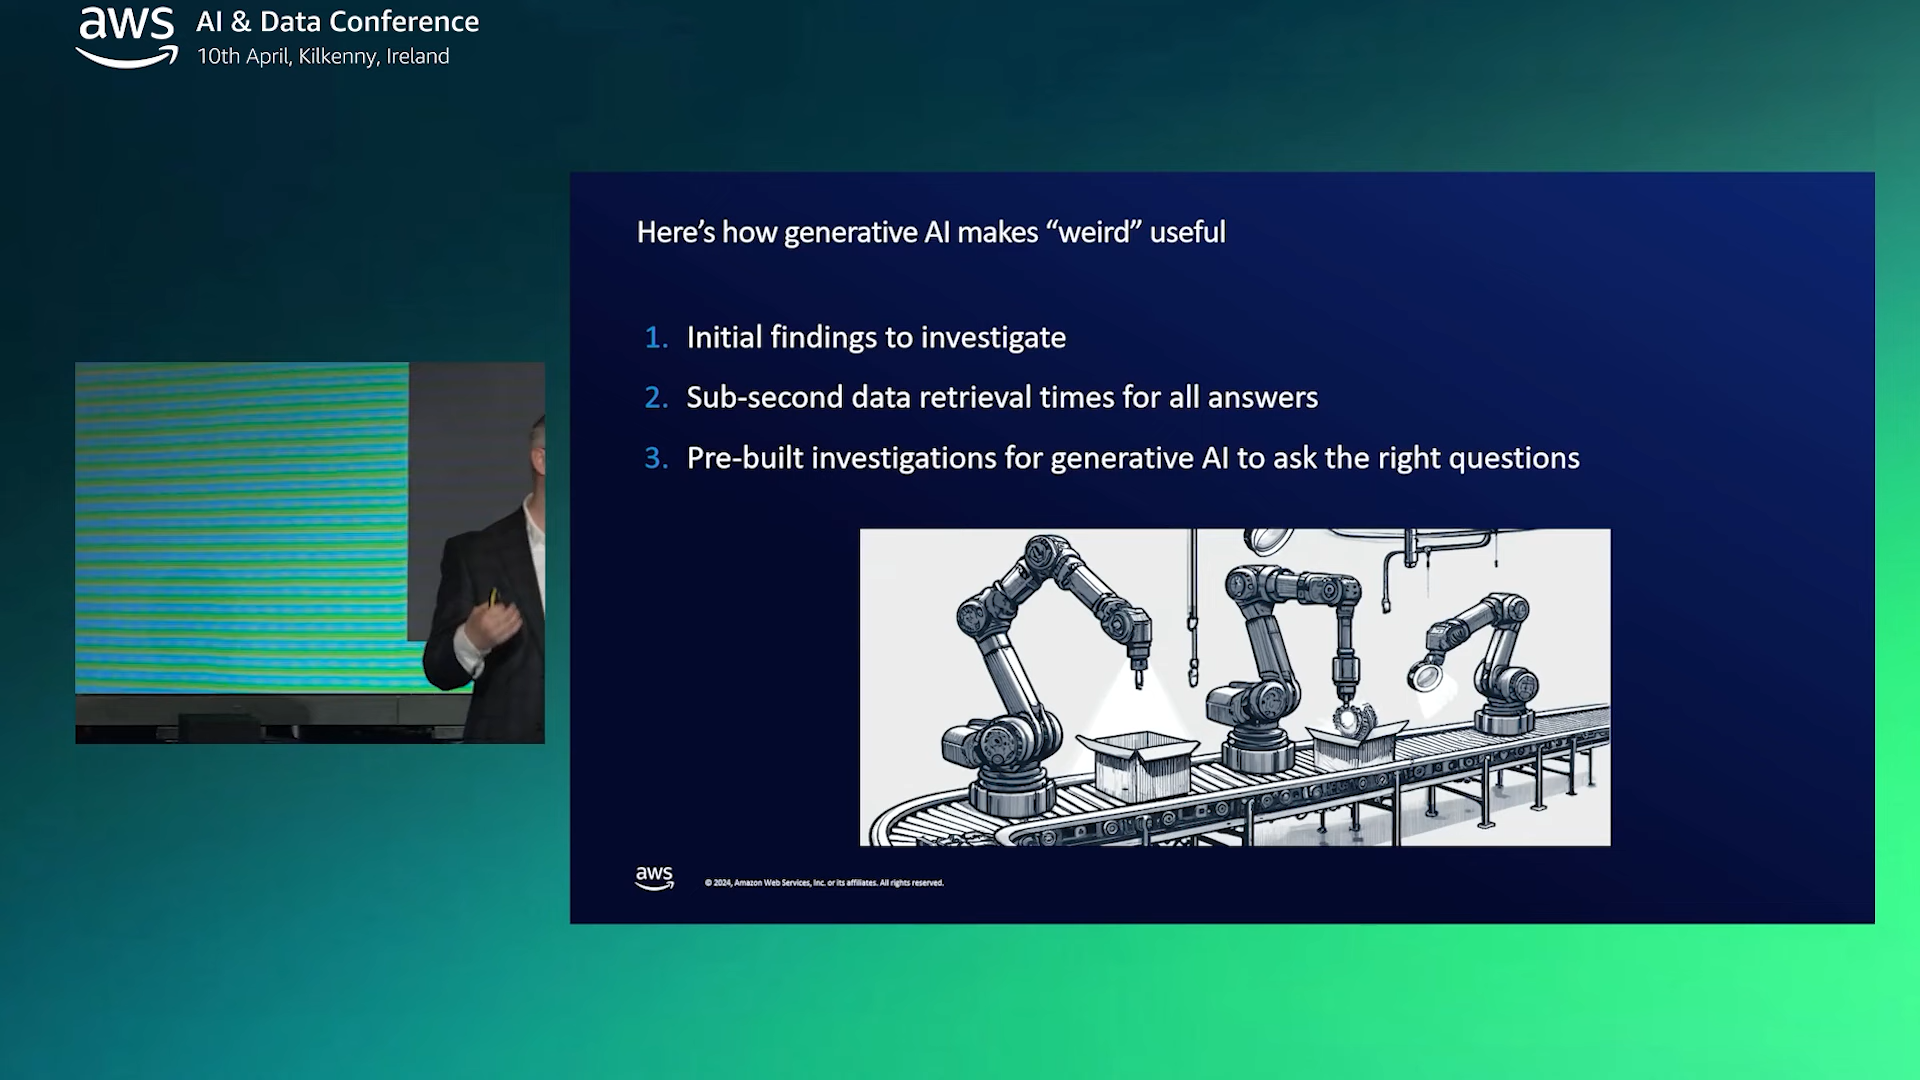 aws
AI & Data Conference
10th April, Kilkenny, Ireland
Here’s how generative AI makes “weird” useful
1. Initial findings to investigate
2. Sub-second data retrieval times for all answers
3. Pre-built investigations for generative AI to ask the right questions
aws
© 2024, Amazon Web Services, Inc. or its affiliates. All rights reserved.